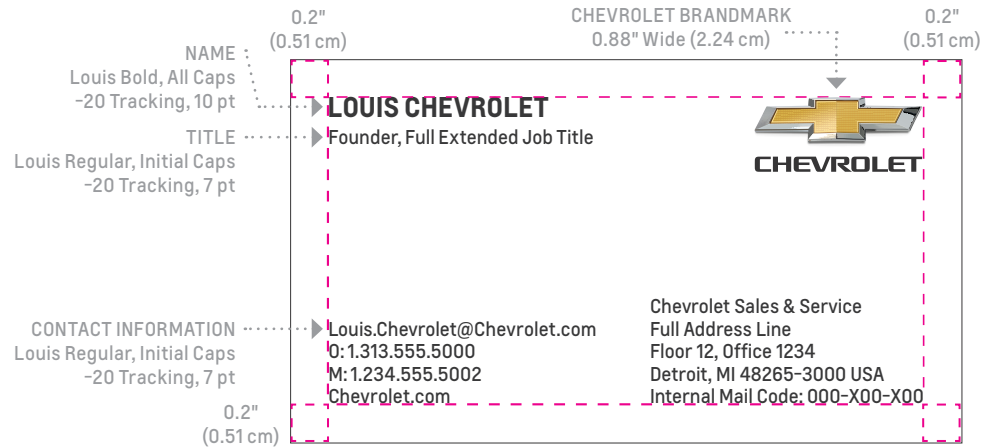 0.2"
(0.51 cm)
CHEVROLET BRANDMARK
0.88" Wide (2.24 cm)
0.2"
(0.51 cm)
NAME
Louis Bold, All Caps
-20 Tracking, 10 pt
TITLE
Louis Regular, Initial Caps
-20 Tracking, 7 pt
LOUIS CHEVROLET
Founder, Full Extended Job Title
CHEVROLET
CONTACT INFORMATION
Louis Regular, Initial Caps
-20 Tracking, 7 pt
Louis.Chevrolet@Chevrolet.com
O: 1.313.555.5000
M: 1.234.555.5002
Chevrolet.com
Chevrolet Sales & Service
Full Address Line
Floor 12, Office 1234
Detroit, MI 48265-3000 USA
Internal Mail Code: 000-X00-X00
0.2"
(0.51 cm)